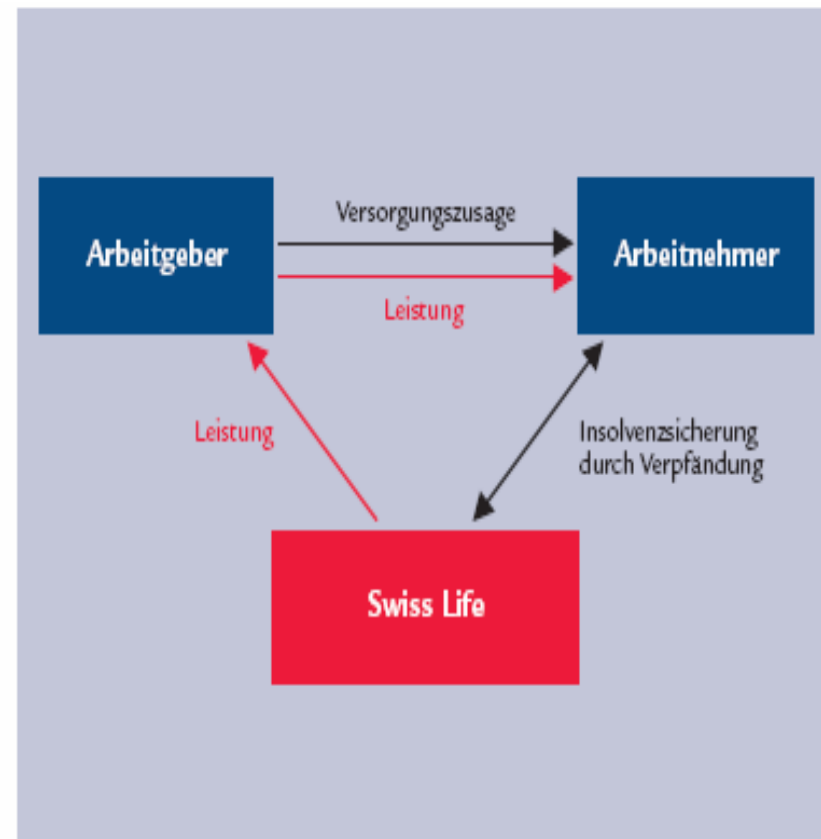 Versorgungszusage
Arbeitgeber
Arbeitnehmer
Leistung
Leistung
Insolvenzsicherung
durch Verpfändung
Swiss Life